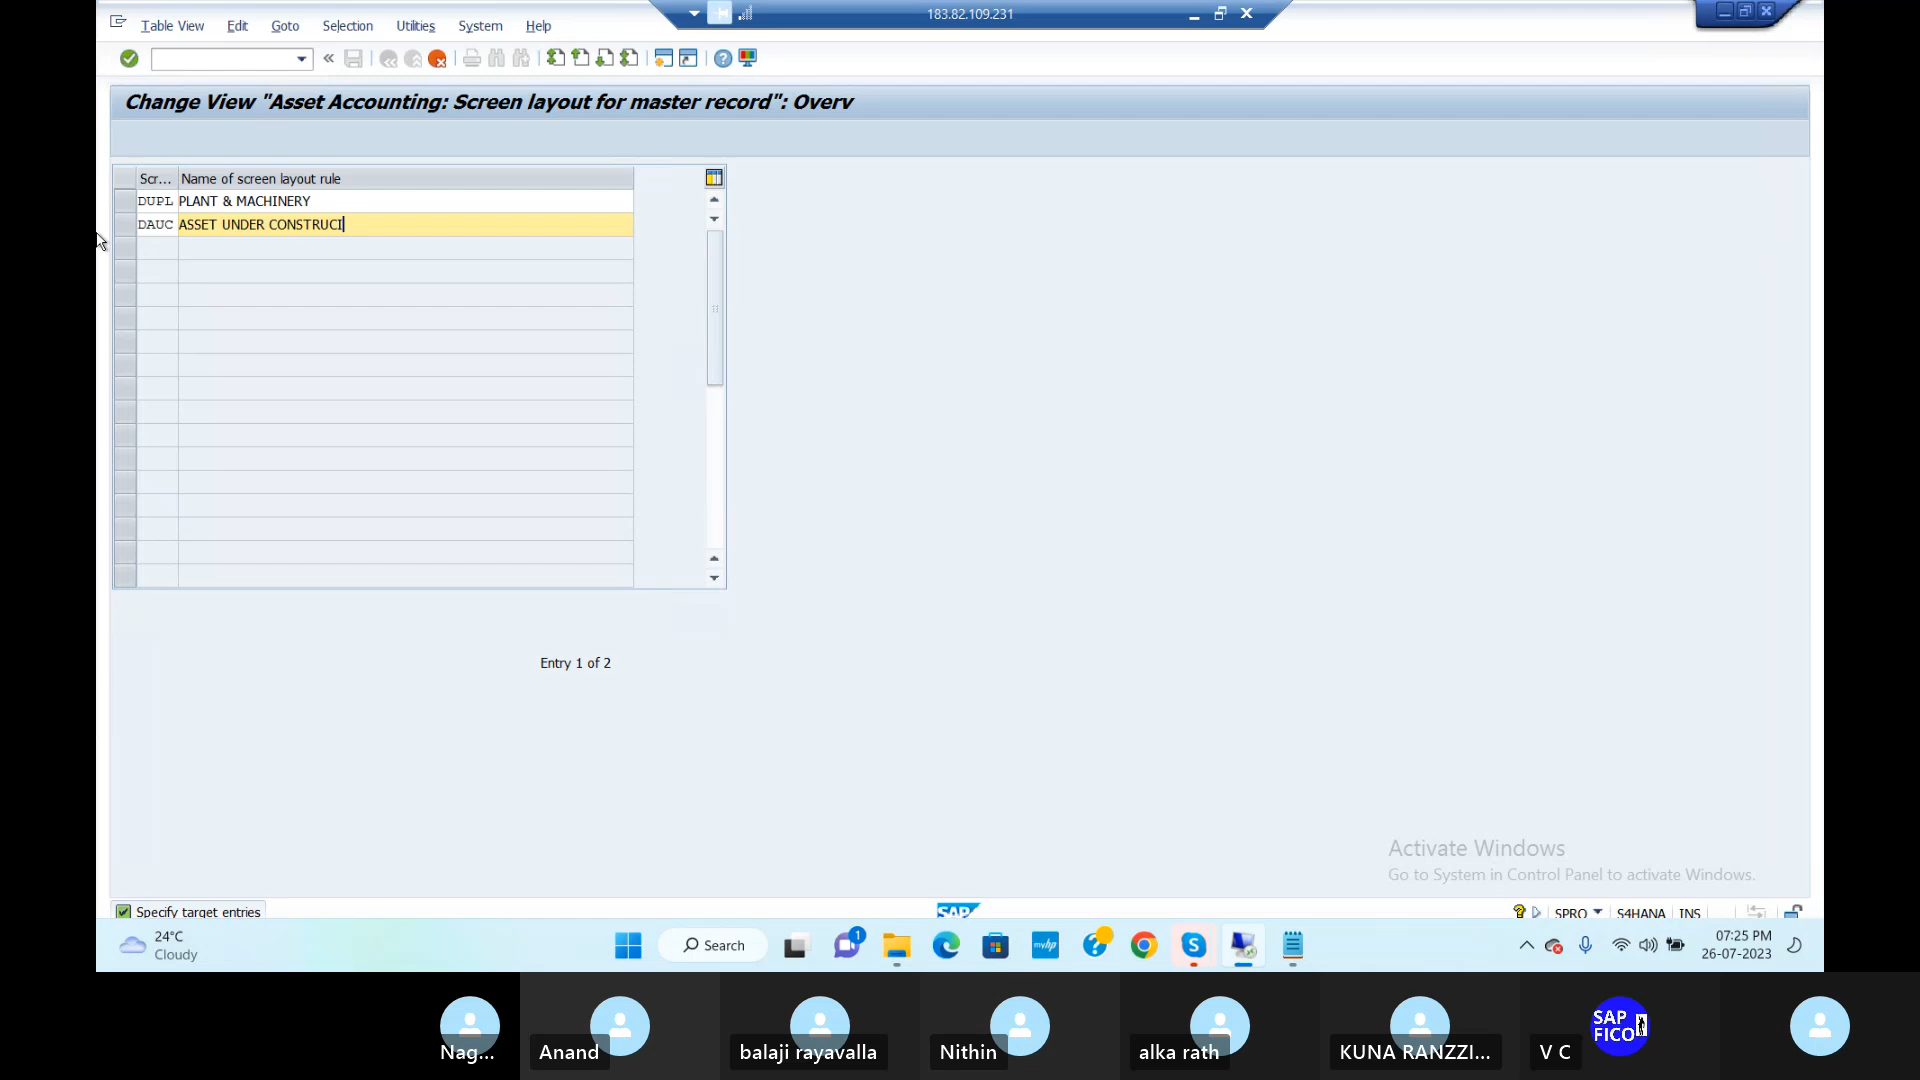 183.82.109.231
Table View Edit Goto Selection Utilities System Help
Change View "Asset Accounting: Screen layout for master record": Overv
Scr... Name of screen layout rule
DUPL PLANT & MACHINERY
DAUC ASSET UNDER CONSTRUCI
Entry 1 of 2
Activate Windows
Go to System in Control Panel to activate Windows.
Specify target entries
SAP
SPRO S4HANA INS
24°C
Cloudy
Search
1
myhp
S
07:25 PM
26-07-2023
Nag...
Anand
balaji rayavalla
Nithin
alka rath
KUNA RANZZI...
V C
SAP
FICO